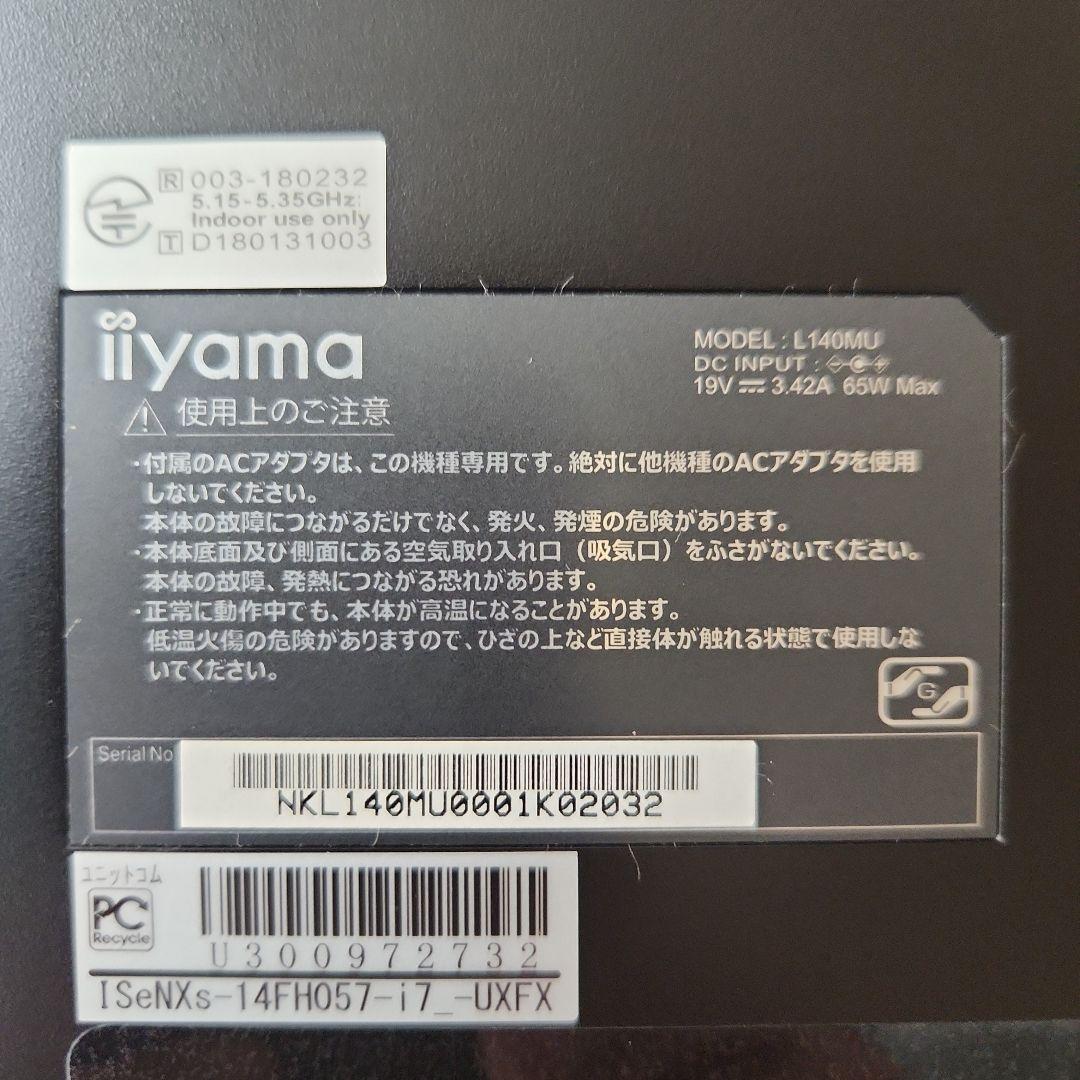 R 003-180232
5.15-5.35GHz:
Indoor use only
T D180131003
iiyama
MODEL : L140MU
DC INPUT :
19V 3.42A 65W Max
使用上のご注意
・付属のACアダプタは、この機種専用です。絶対に他機種のACアダプタを使用
しないでください。
本体の故障につながるだけでなく、発火、発煙の危険があります。
・本体底面及び側面にある空気取り入れ口（吸気口）をふさがないでください。
本体の故障、発熱につながる恐れがあります。
・正常に動作中でも、本体が高温になることがあります。
低温火傷の危険がありますので、ひざの上など直接体が触れる状態で使用しな
いでください。
G
Serial No
NKL140MU0001K02032
ユニットコム
PC
Recycle
U300972732
ISeNXs-14FH057-i7_-UXFX